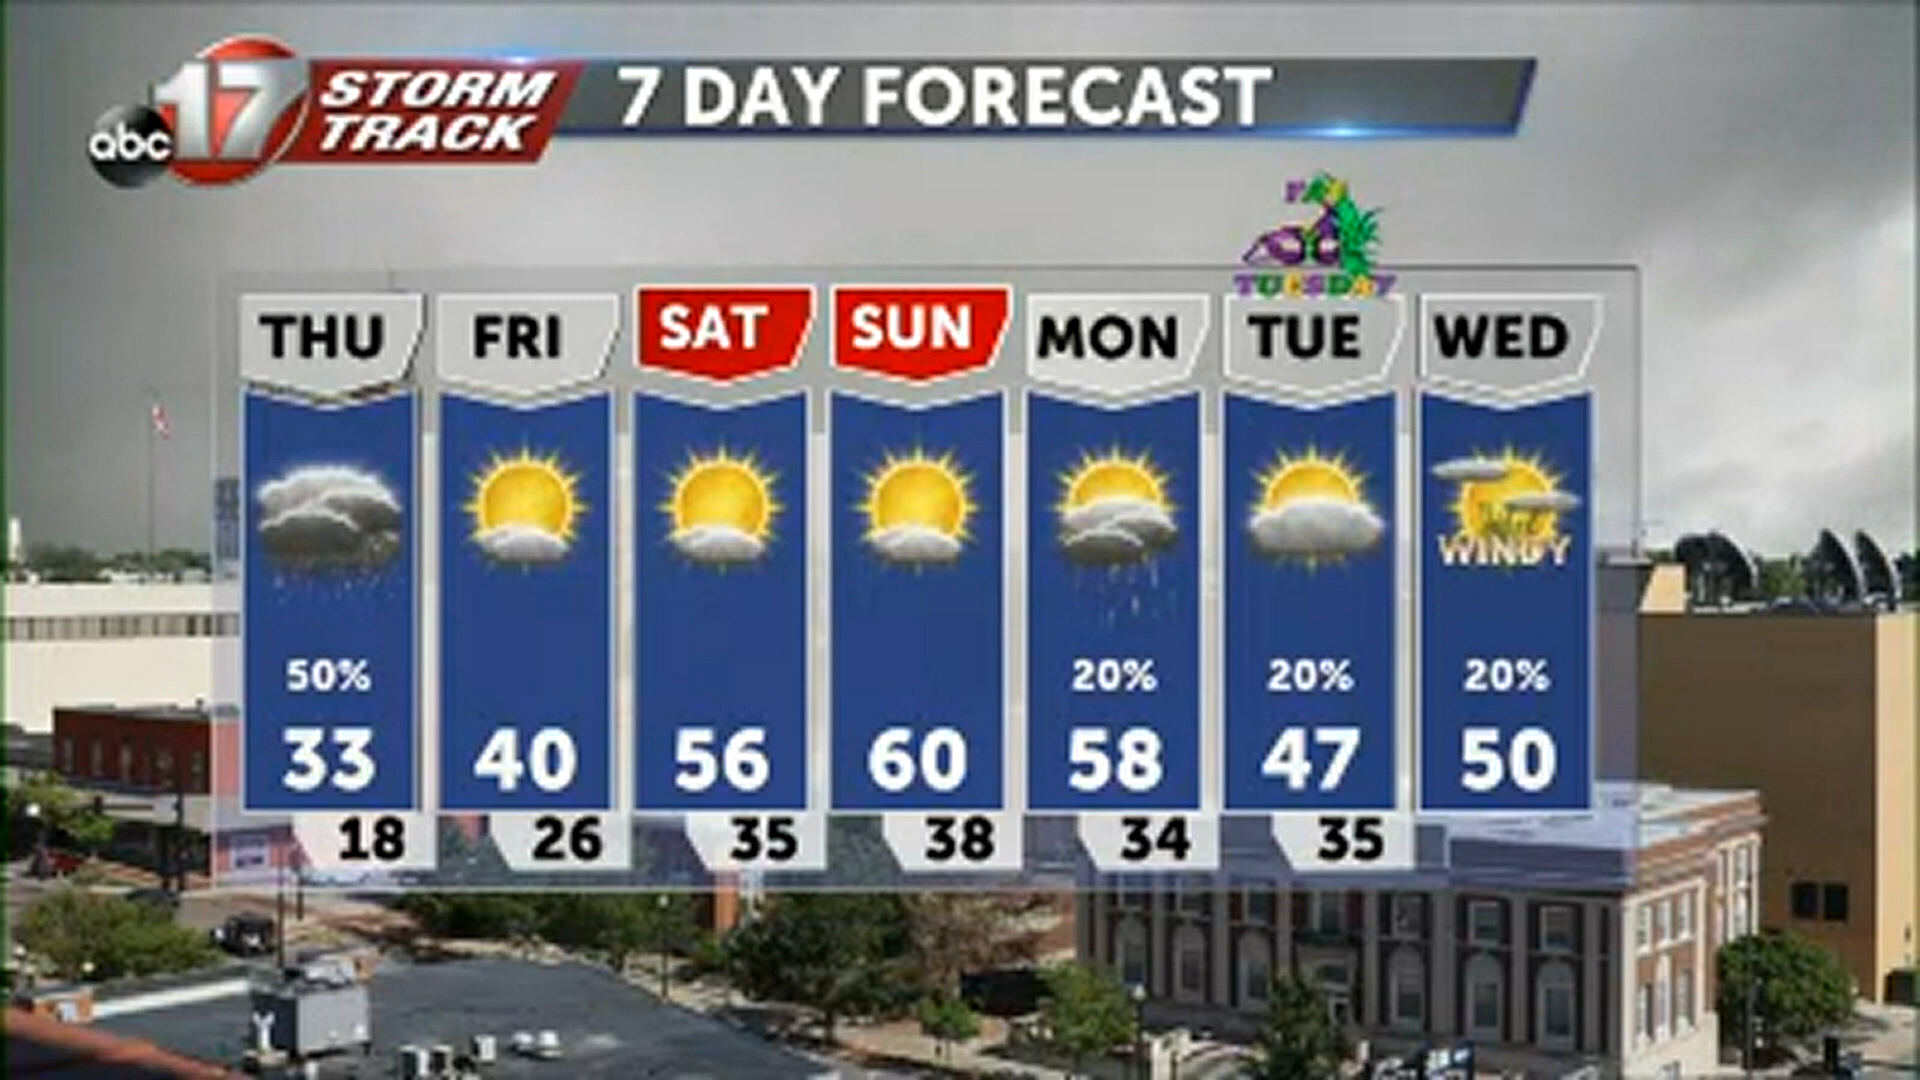 abc 17 STORM TRACK
7 DAY FORECAST
FAT
TUESDAY
THU FRI SAT SUN MON TUE WED
WINDY
50% 20% 20% 20%
33 40 56 60 58 47 50
18 26 35 38 34 35